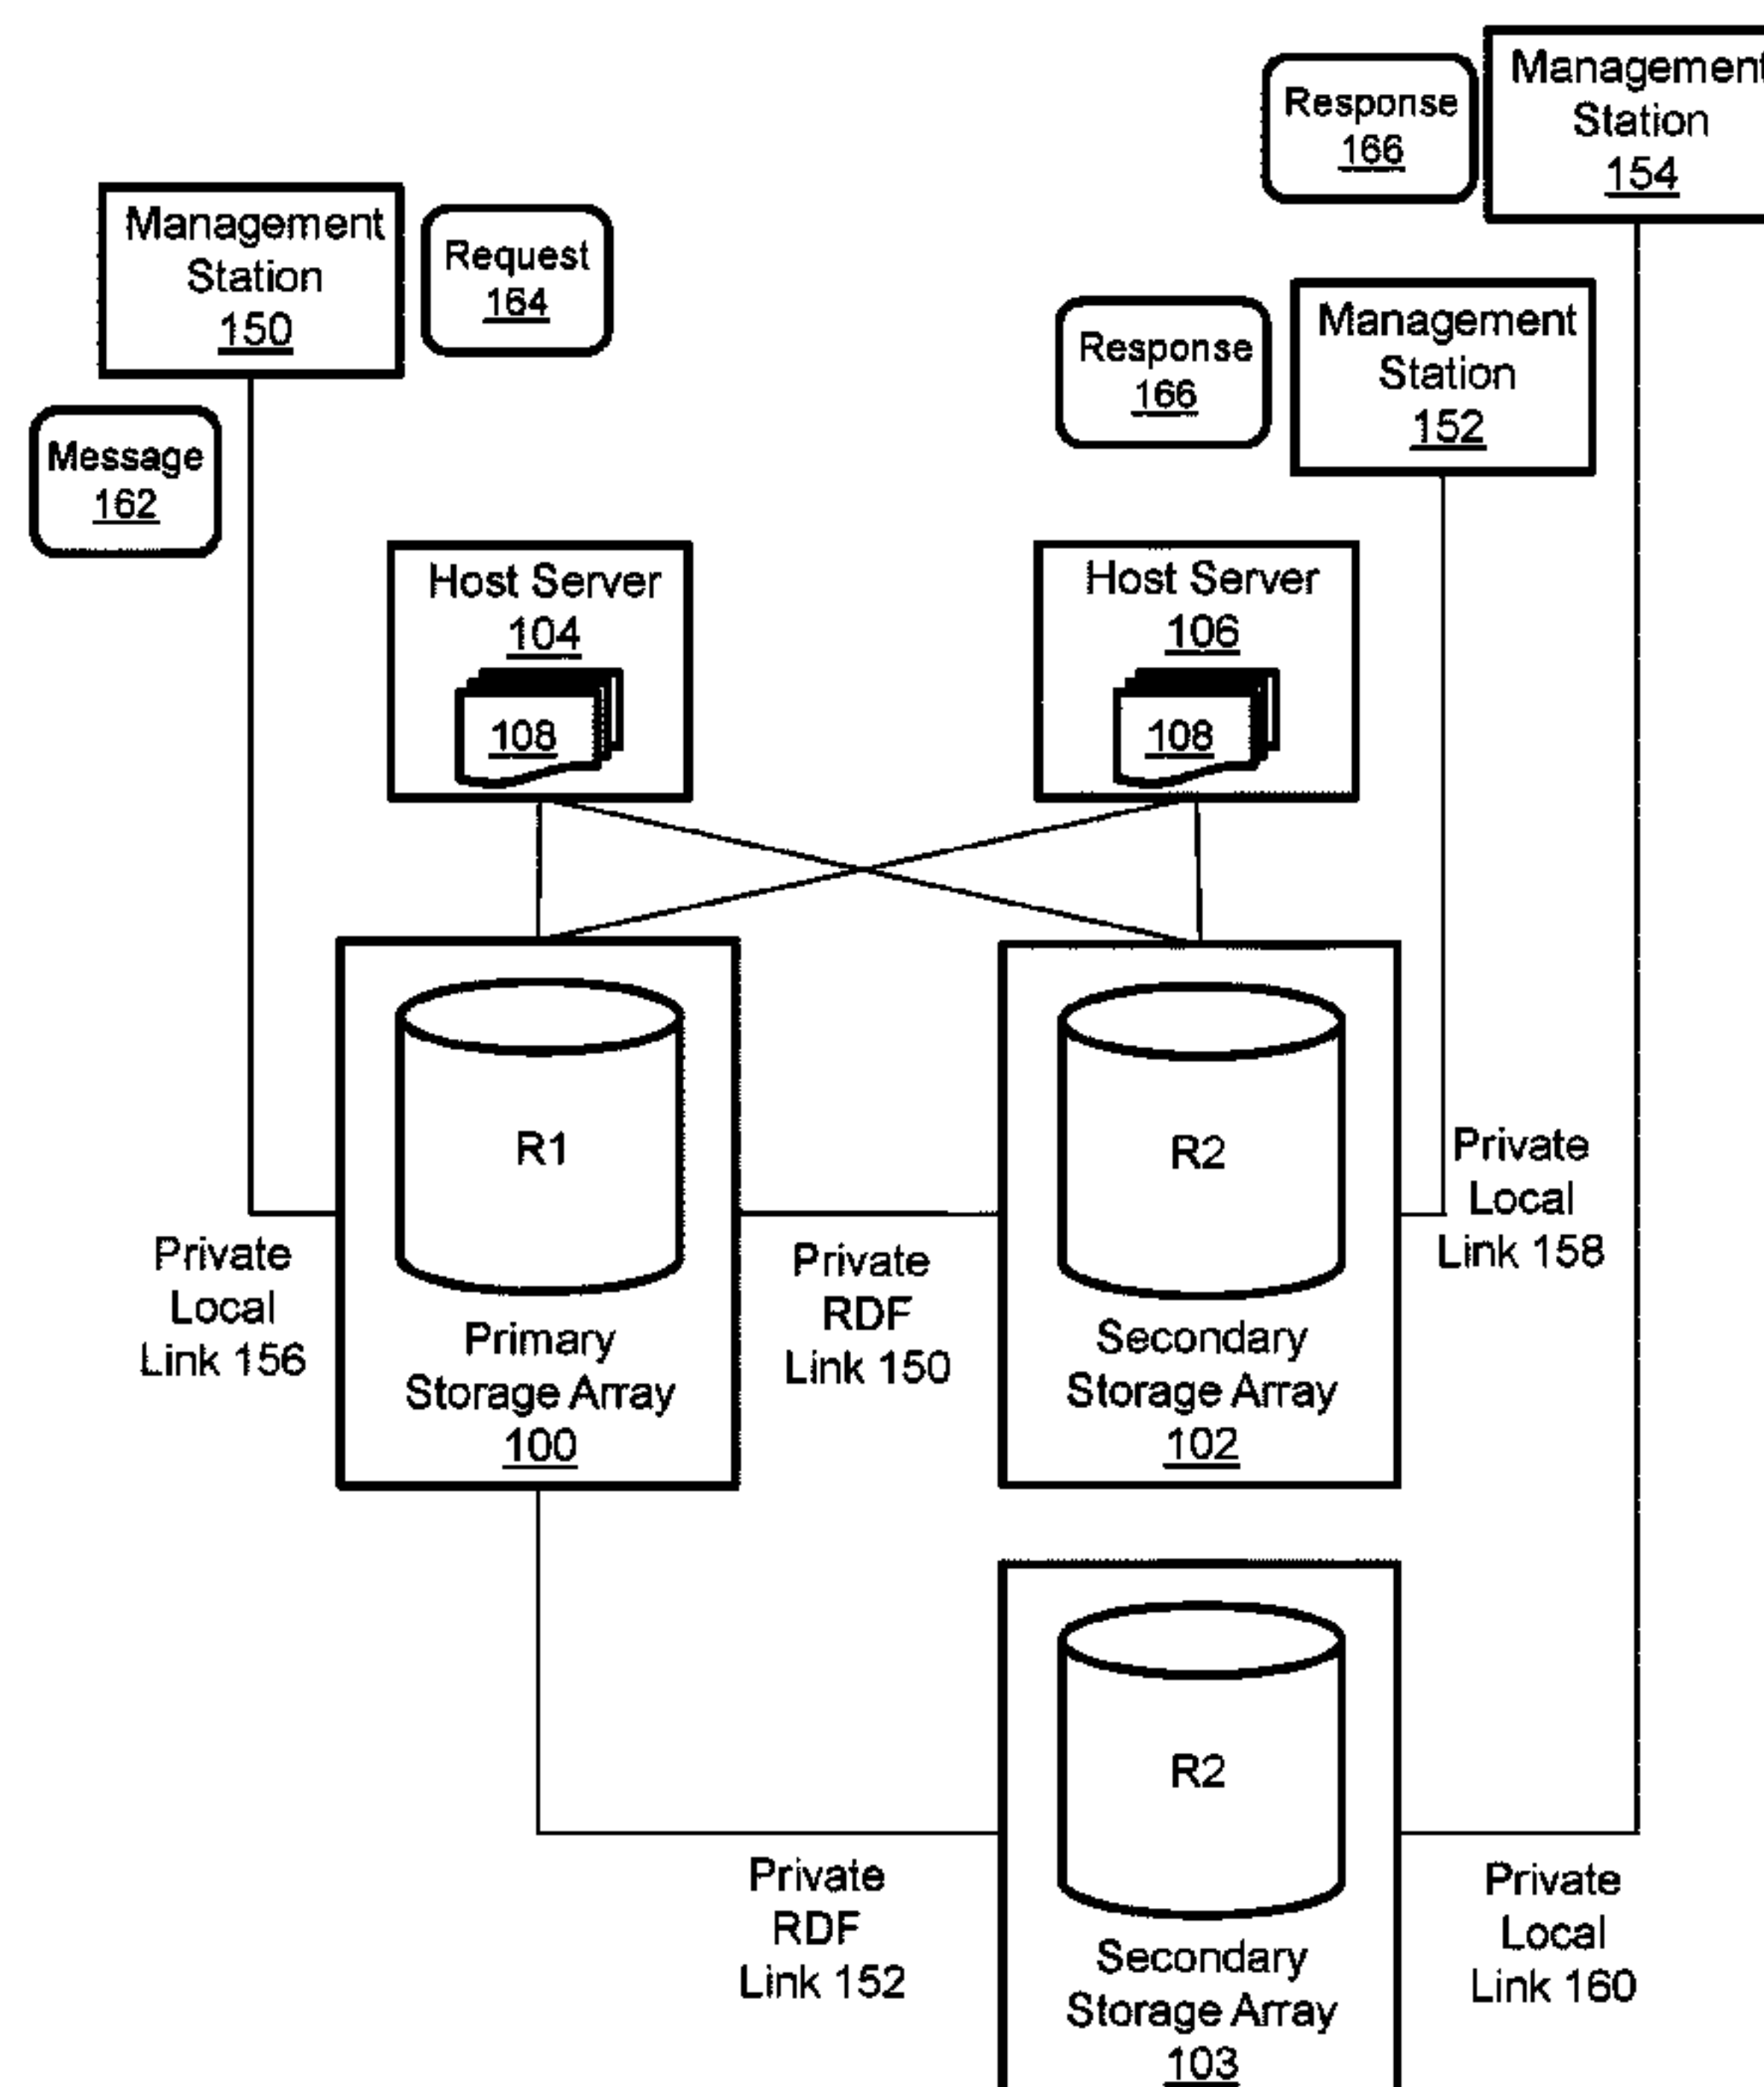 Management
Station
154
Response
166
Management
Station
150
Request
164
Management
Station
152
Response
166
Message
162
Host Server
104
108
Host Server
106
108
R1
Primary
Storage Array
100
R2
Secondary
Storage Array
102
Private
Local
Link 156
Private
RDF
Link 150
Private
Local
Link 158
R2
Secondary
Storage Array
103
Private
RDF
Link 152
Private
Local
Link 160